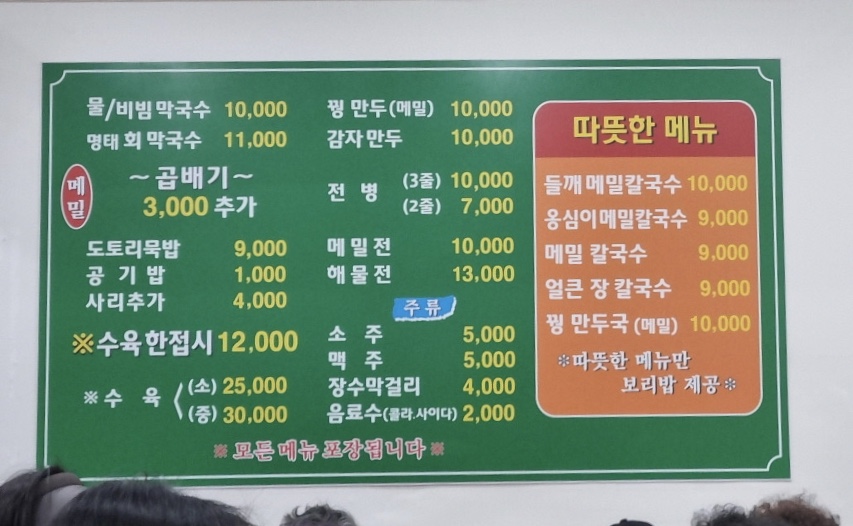 물/비빔막국수 10,000
명태 회 막국수 11,000
메밀
~곱배기~
3,000 추가
도토리묵밥 9,000
공 기 밥 1,000
사리추가 4,000
※수육한접시 12,000
※수 육 (소) 25,000
(중) 30,000
꿩 만두(메밀) 10,000
감자만두 10,000
전 병 (3줄) 10,000
(2줄) 7,000
메밀전 10,000
해물전 13,000
주류
소 주 5,000
맥 주 5,000
장수막걸리 4,000
음료수(콜라.사이다) 2,000
※ 모든 메뉴 포장됩니다 ※
따뜻한 메뉴
들깨메밀칼국수 10,000
옹심이메밀칼국수 9,000
메밀 칼국수 9,000
얼큰 장 칼국수 9,000
꿩 만두국 (메밀) 10,000
※따뜻한 메뉴만
보리밥 제공※